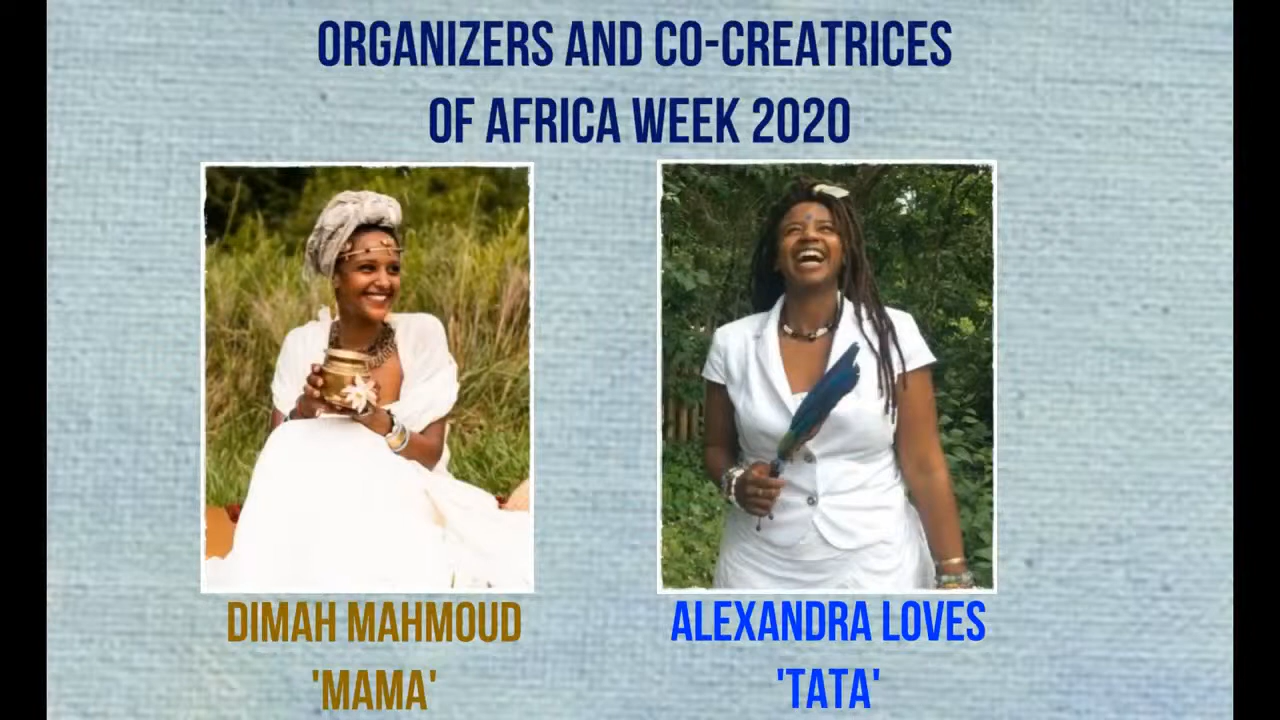 ORGANIZERS AND CO-CREATRICES
OF AFRICA WEEK 2020
DIMAH MAHMOUD
'MAMA'
ALEXANDRA LOVES
'TATA'